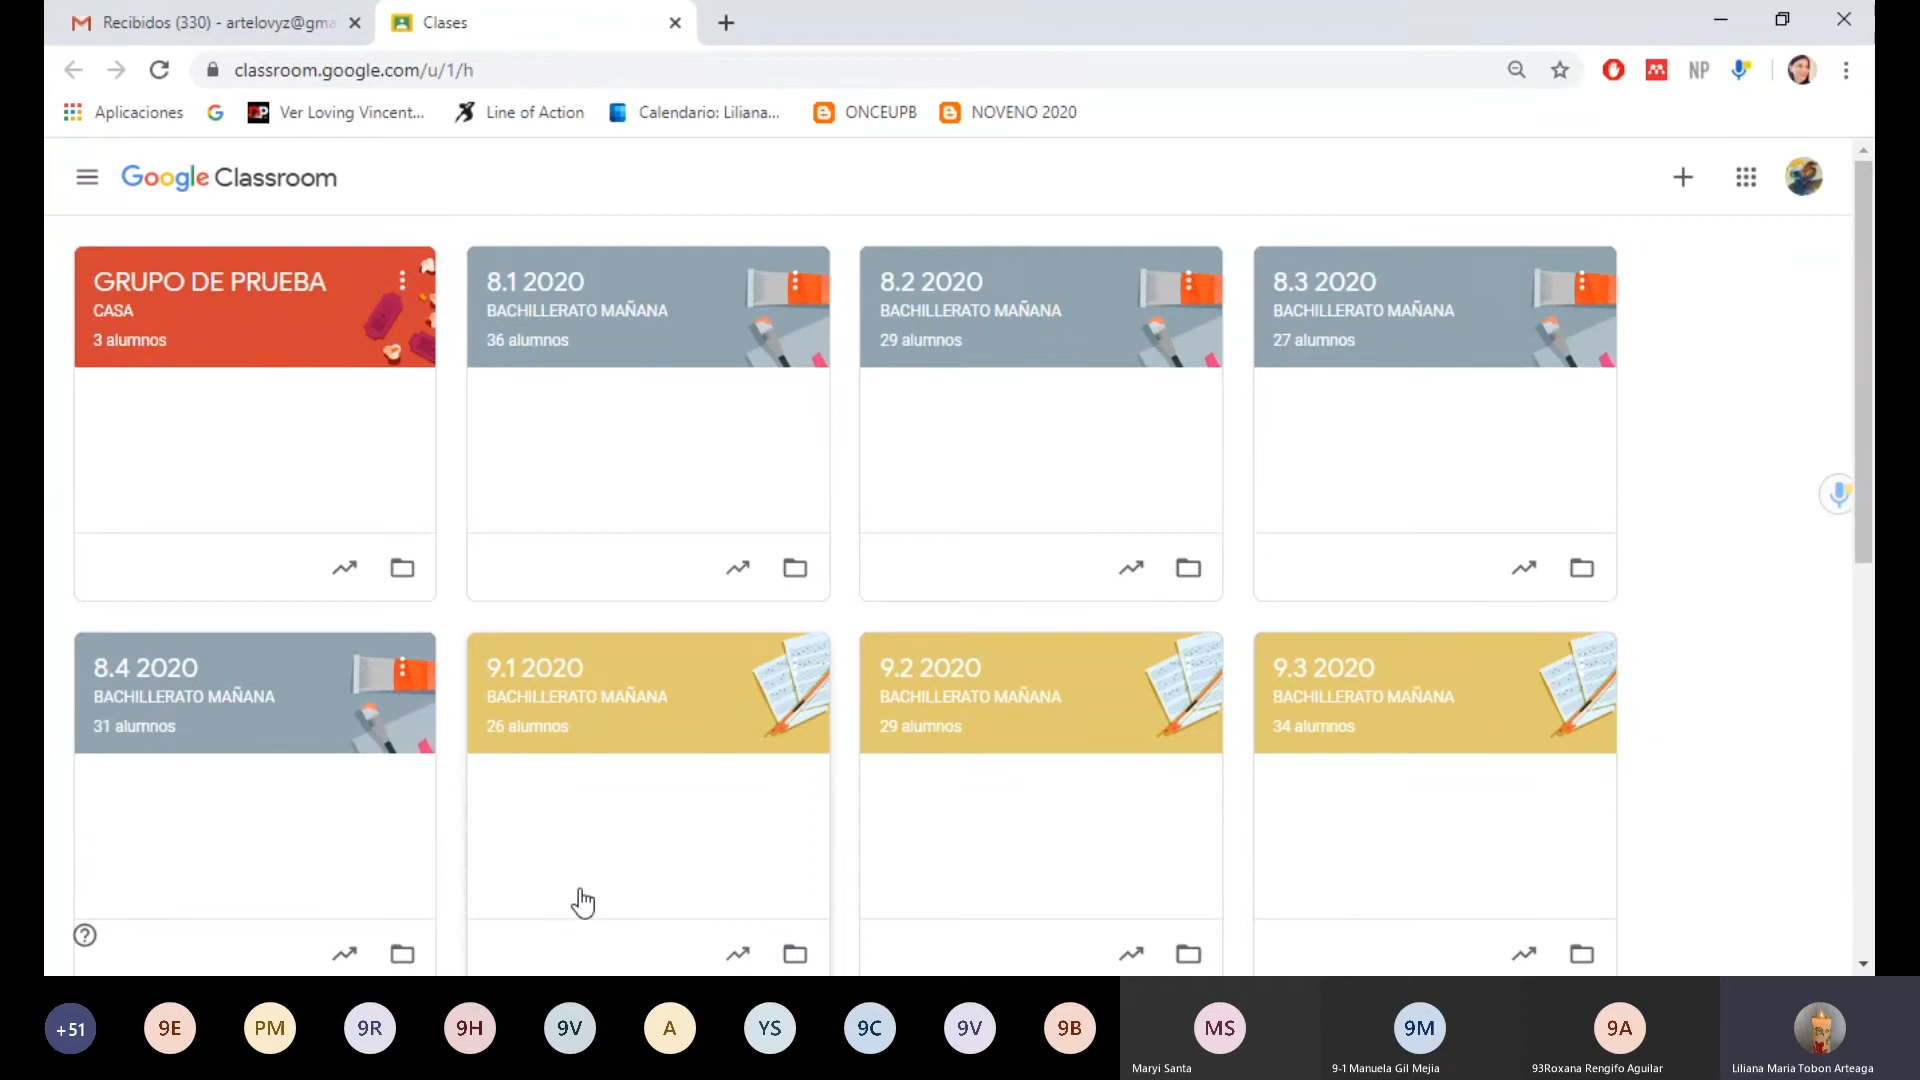 Recibidos (330) - artelovyz@gma
Clases
classroom.google.com/u/1/h
NP
Aplicaciones
Ver Loving Vincent...
Line of Action
Calendario: Liliana...
ONCEUPB
NOVENO 2020
Google Classroom
GRUPO DE PRUEBA
CASA
3 alumnos
8.1 2020
BACHILLERATO MAÑANA
36 alumnos
8.2 2020
BACHILLERATO MAÑANA
29 alumnos
8.3 2020
BACHILLERATO MAÑANA
27 alumnos
8.4 2020
BACHILLERATO MAÑANA
31 alumnos
9.1 2020
BACHILLERATO MAÑANA
26 alumnos
9.2 2020
BACHILLERATO MAÑANA
29 alumnos
9.3 2020
BACHILLERATO MAÑANA
34 alumnos
+51
9E
PM
9R
9H
9V
A
YS
9C
9V
9B
MS
Maryi Santa
9M
9-1 Manuela Gil Mejia
9A
93Roxana Rengifo Aguilar
Liliana Maria Tobon Arteaga